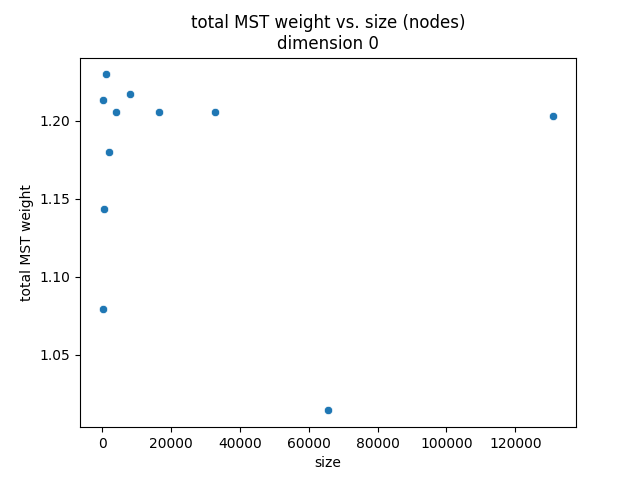 total MST weight vs. size (nodes)
dimension 0
1.20
1.15
1.10
1.05
total MST weight
0
20000
40000
60000
80000
100000
120000
size